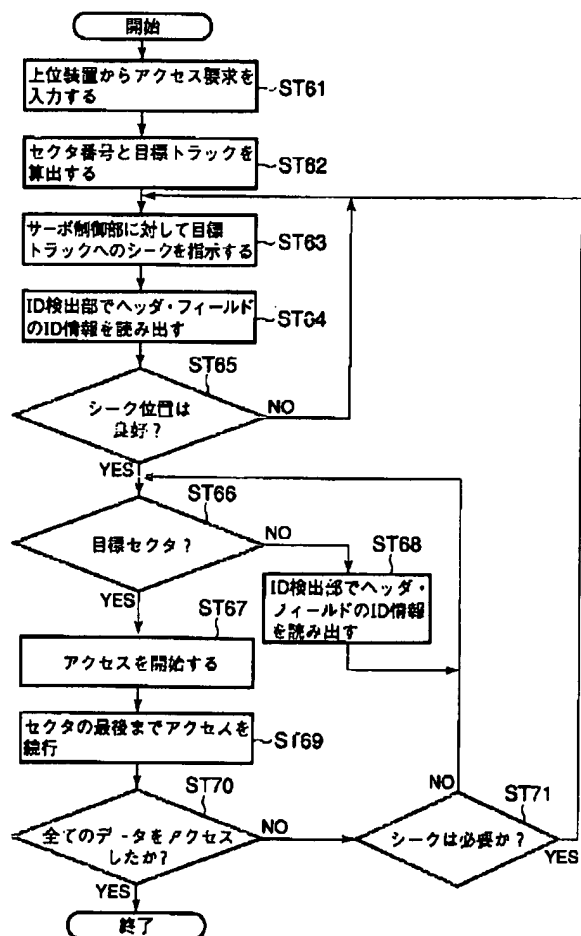 開始
上位装置からアクセス要求を
入力する
ST61
セクタ番号と目標トラックを
算出する
ST62
サーボ制御部に対して目標
トラックへのシークを指示する
ST63
ID検出部でヘッダ・フィールド
のID情報を読み出す
ST64
ST65
シーク位置は
良好?
NO
YES
ST66
目標セクタ?
NO
ST68
ID検出部でヘッダ・
フィールドのID情報
を読み出す
YES
ST67
アクセスを開始する
セクタの最後までアクセスを
続行
ST69
ST70
全てのデータをアクセス
したか?
NO
ST71
シークは必要か?
NO
YES
YES
終了